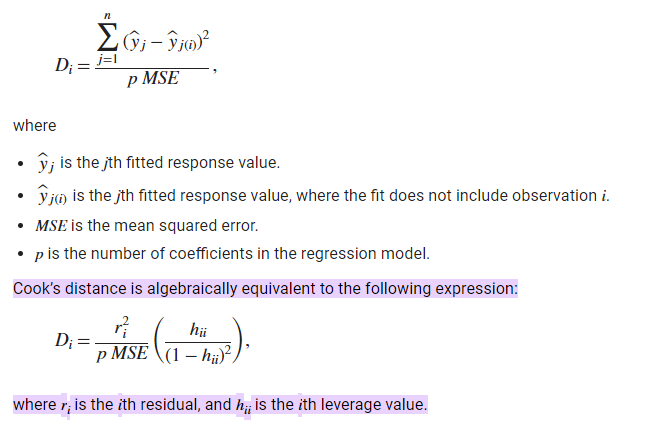 D_i = \frac{\sum_{j=1}^{n} (\hat{y}_j - \hat{y}_{j(i)})^2}{p MSE},
where
• \hat{y}_j is the jth fitted response value.
• \hat{y}_{j(i)} is the jth fitted response value, where the fit does not include observation i.
• MSE is the mean squared error.
• p is the number of coefficients in the regression model.
Cook's distance is algebraically equivalent to the following expression:
D_i = \frac{r_i^2}{p MSE} \left( \frac{h_{ii}}{(1 - h_{ii})^2} \right),
where r_i is the ith residual, and h_{ii} is the ith leverage value.